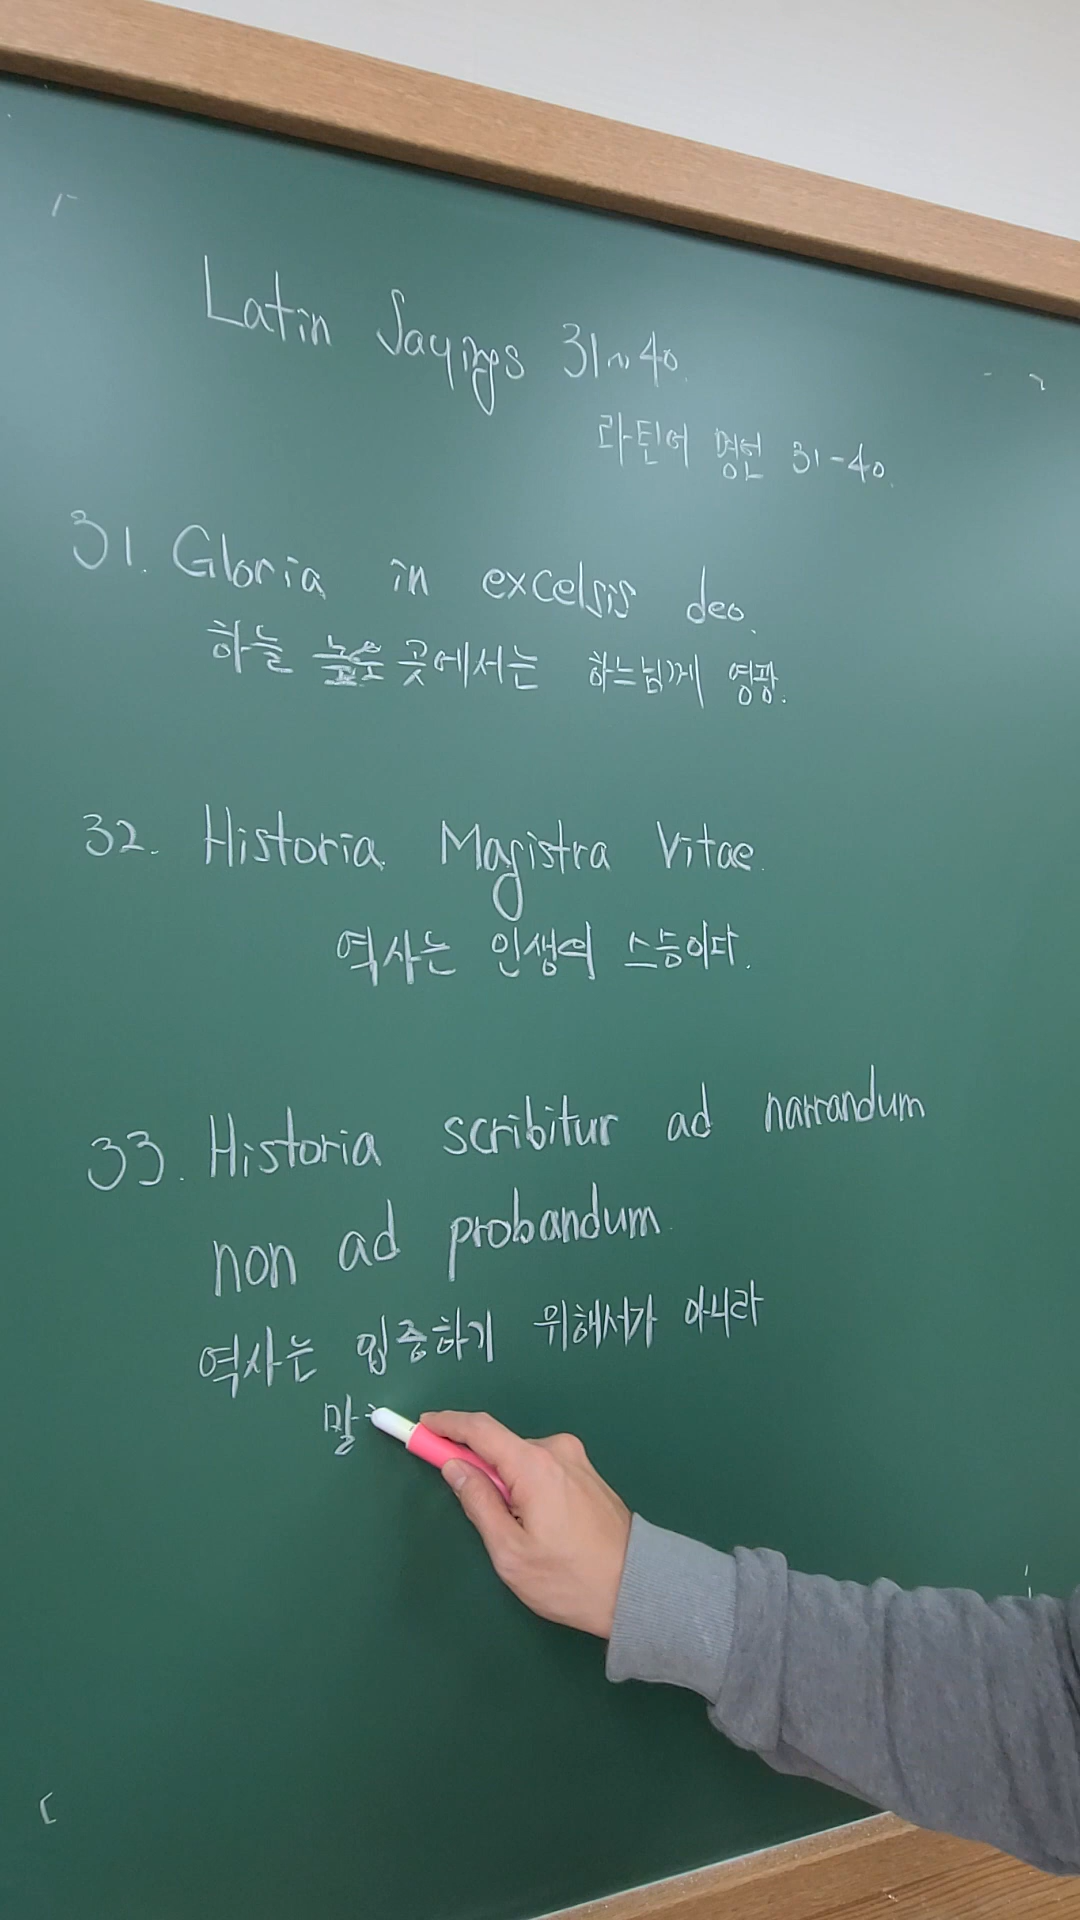 Latin Sayings 31~40.
라틴어 명언 31-40.
31. Gloria in excelsis deo.
하늘 높은 곳에서는 하느님께 영광.
32. Historia Magistra Vitae.
역사는 인생의 스승이다.
33. Historia scribitur ad narrandum
non ad probandum.
역사는 입증하기 위해서가 아니라
말